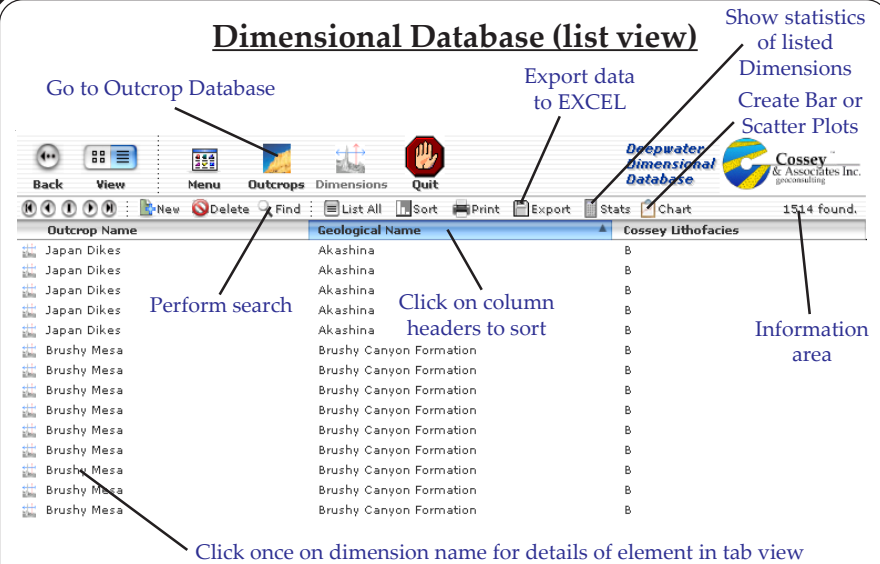 Dimensional Database (list view)
Show statistics
of listed
Dimensions
Go to Outcrop Database
Export data
to EXCEL
Create Bar or
Scatter Plots
Deepwater
Dimensional
Database
Cossey
& Associates Inc.
geoconsulting
Back View Menu Outcrops Dimensions Quit
New Delete Find List All Sort Print Export Stats Chart 1514 found.
Outcrop Name Geological Name Cossey Lithofacies
Japan Dikes Akashina B
Japan Dikes Akashina B
Japan Dikes Akashina B
Japan Dikes Akashina B
Japan Dikes Akashina B
Perform search
Click on column
headers to sort
Information
area
Brushy Mesa Brushy Canyon Formation B
Brushy Mesa Brushy Canyon Formation B
Brushy Mesa Brushy Canyon Formation B
Brushy Mesa Brushy Canyon Formation B
Brushy Mesa Brushy Canyon Formation B
Brushy Mesa Brushy Canyon Formation B
Brushy Mesa Brushy Canyon Formation B
Brushy Mesa Brushy Canyon Formation B
Brushy Mesa Brushy Canyon Formation B
Click once on dimension name for details of element in tab view